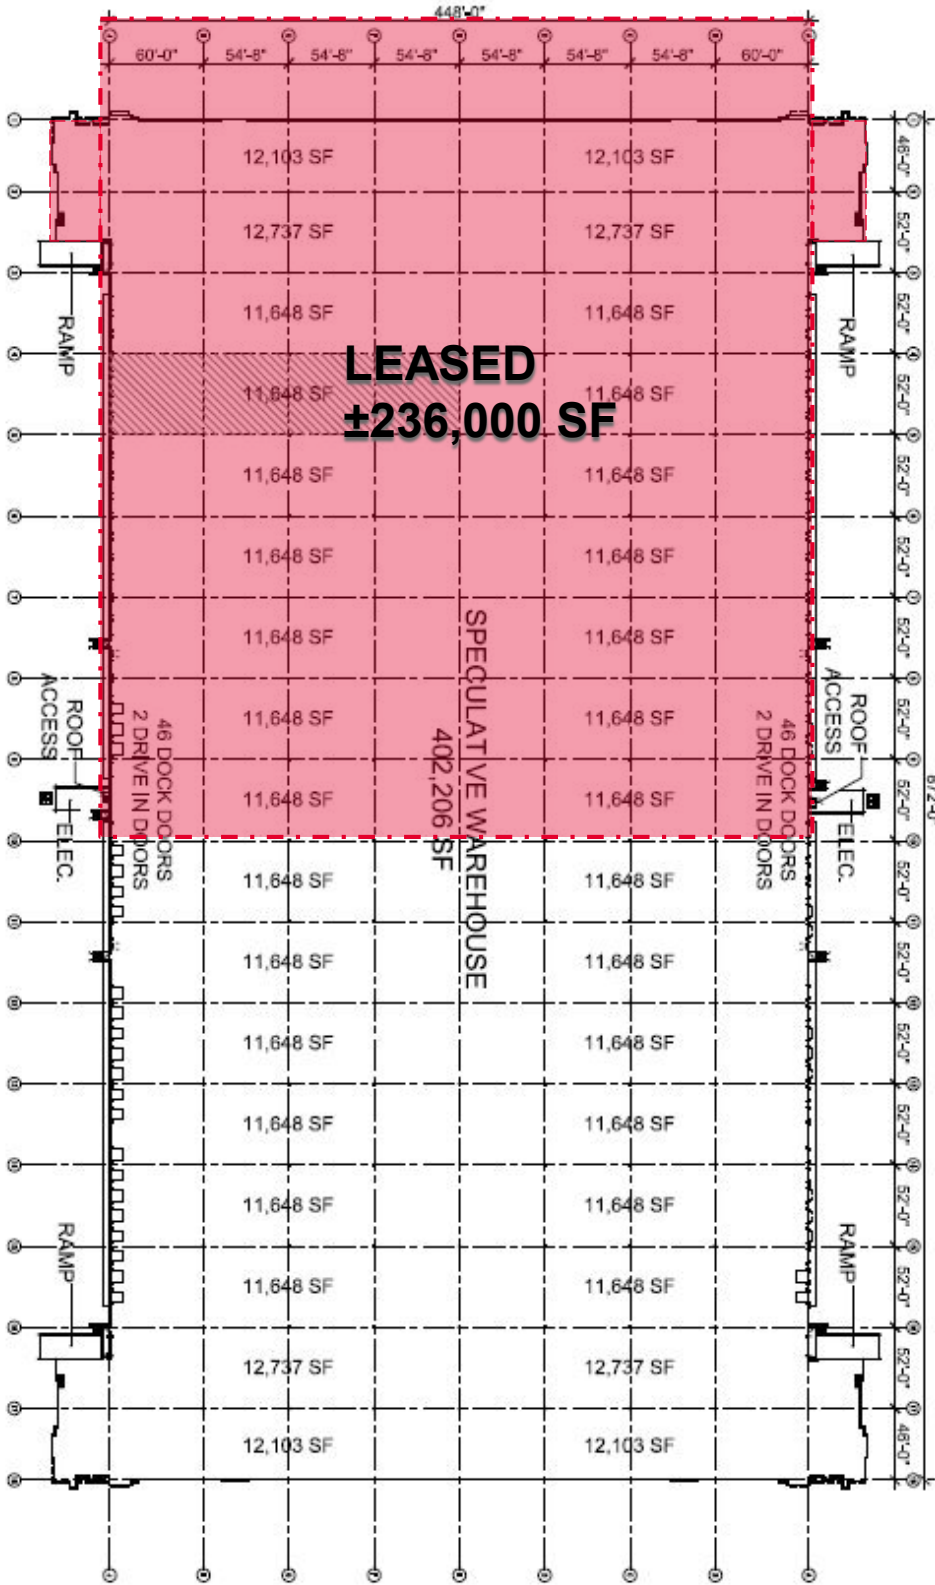 448'-0"
60'-0" 54'-8" 54'-8" 54'-8" 54'-8" 54'-8" 54'-8" 60'-0"
46'-0"
12,103 SF 12,103 SF
52'-0"
12,737 SF 12,737 SF
52'-0"
11,648 SF 11,648 SF
RAMP RAMP
LEASED
52'-0"
11,648 SF 11,648 SF
±236,000 SF
52'-0"
11,648 SF 11,648 SF
52'-0"
11,648 SF 11,648 SF
52'-0"
11,648 SF 11,648 SF
SPECULATIVE WAREHOUSE
402,206 SF
ROOF
ACCESS
ROOF
ACCESS
52'-0"
11,648 SF 11,648 SF
46 DOCK DOORS
2 DRIVE IN DOORS
46 DOCK DOORS
2 DRIVE IN DOORS
672'-0"
52'-0"
11,648 SF 11,648 SF
ELEC. ELEC.
52'-0"
11,648 SF 11,648 SF
52'-0"
11,648 SF 11,648 SF
52'-0"
11,648 SF 11,648 SF
52'-0"
11,648 SF 11,648 SF
52'-0"
11,648 SF 11,648 SF
RAMP RAMP
52'-0"
11,648 SF 11,648 SF
52'-0"
12,737 SF 12,737 SF
46'-0"
12,103 SF 12,103 SF